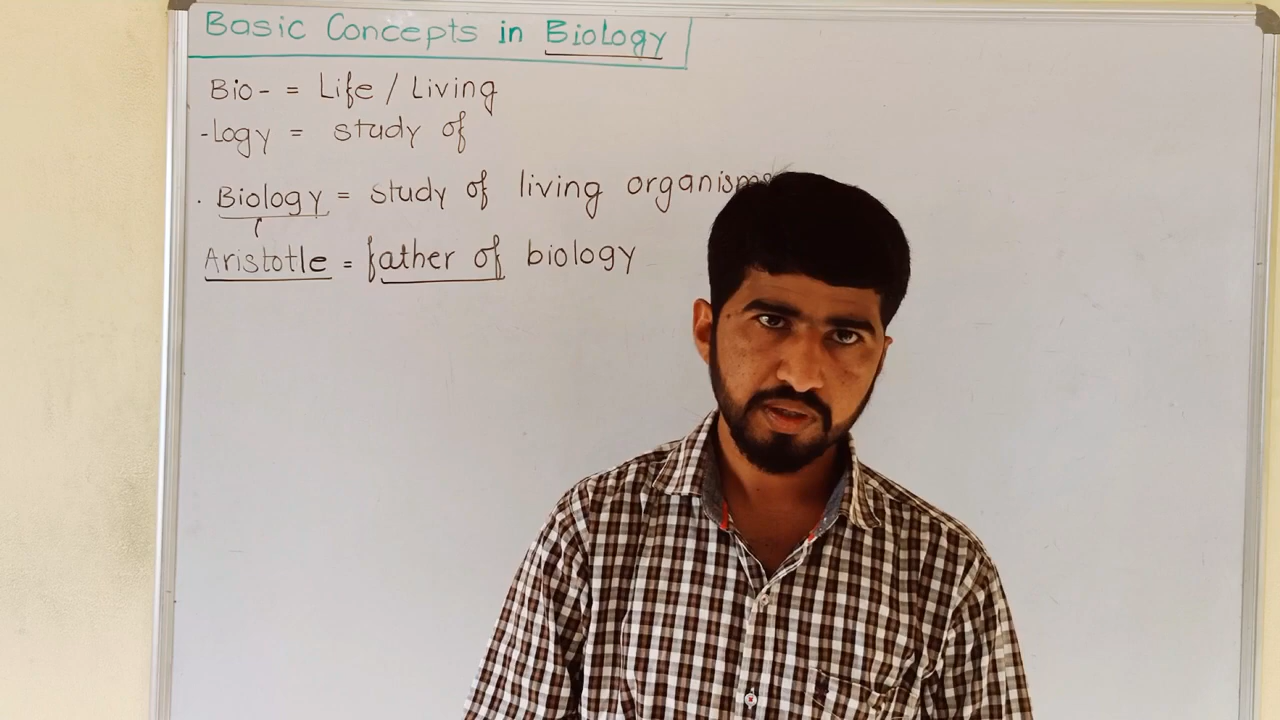 Basic Concepts in Biology
Bio- = Life / Living
-Logy = study of
. Biology = study of living organisms
Aristotle = father of biology